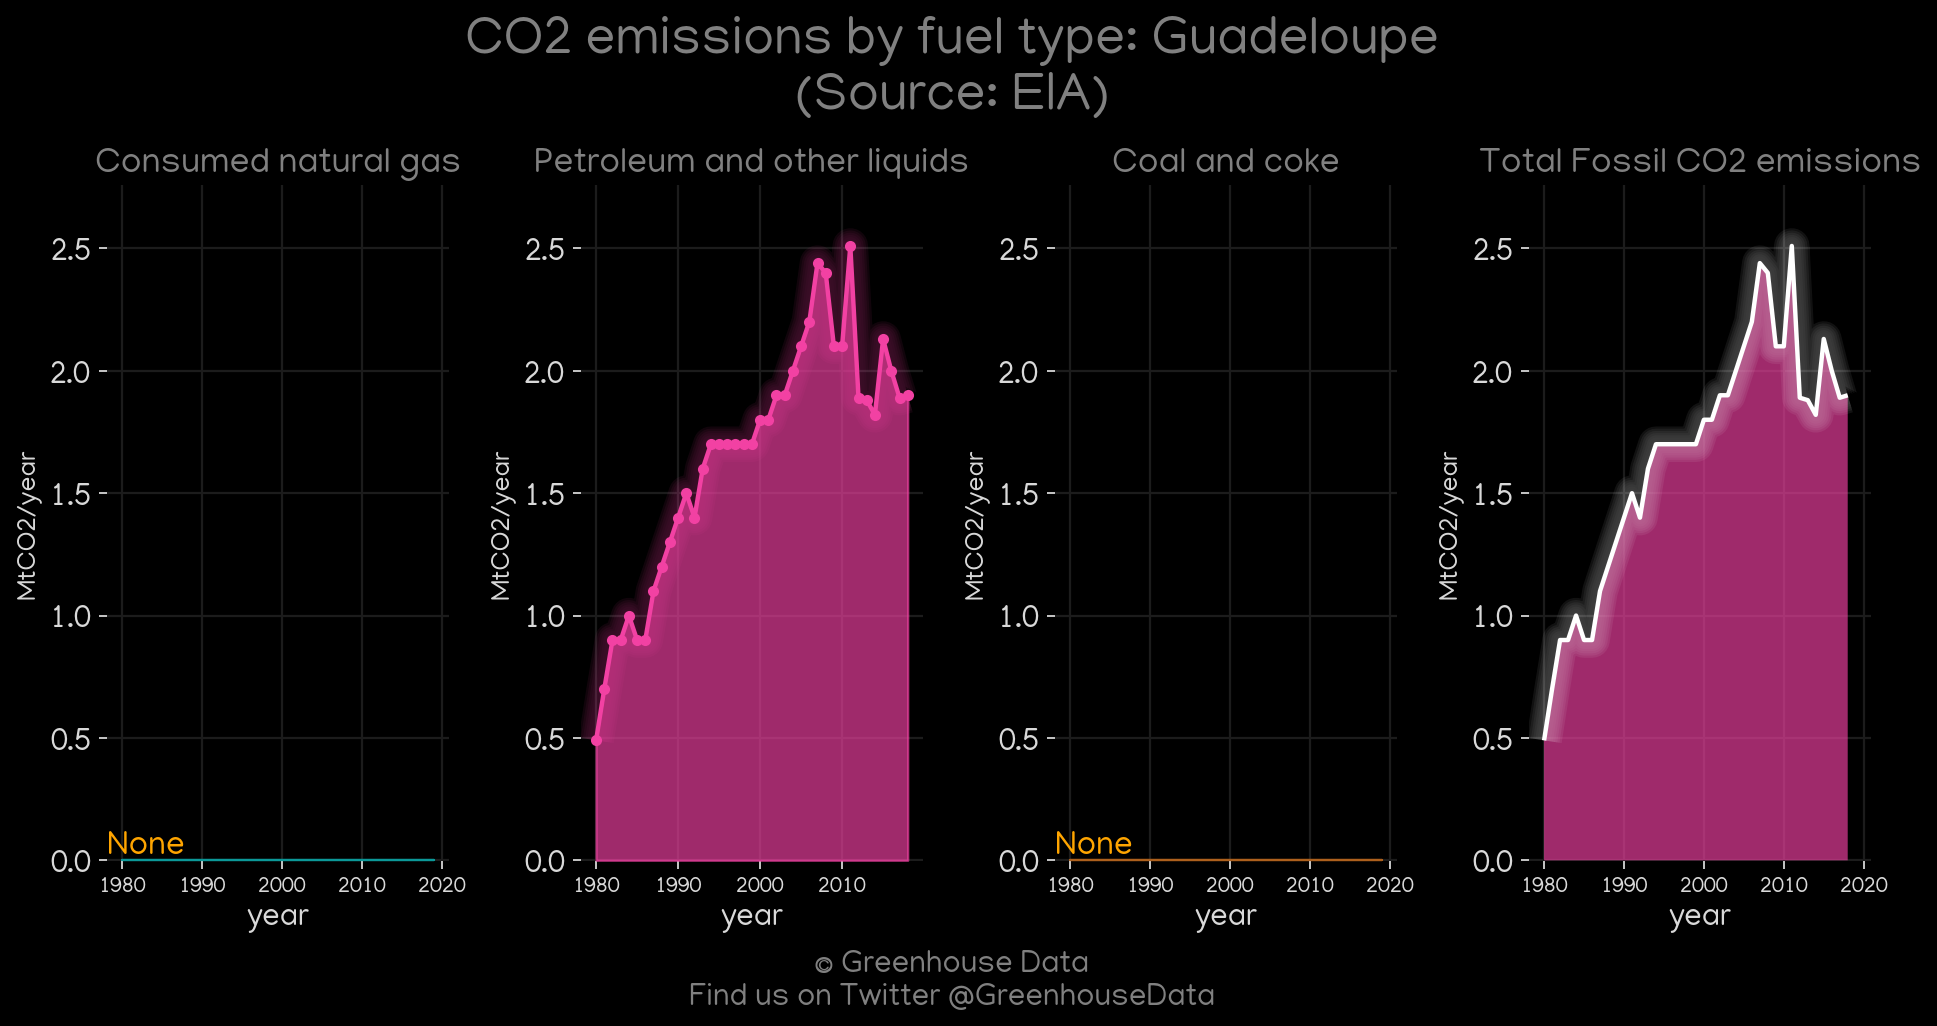 CO2 emissions by fuel type: Guadeloupe
(Source: EIA)
Consumed natural gas
2.5
2.0
1.5
1.0
0.5
0.0
MtCO2/year
None
1980 1990 2000 2010 2020
year
Petroleum and other liquids
2.5
2.0
1.5
1.0
0.5
0.0
MtCO2/year
1980 1990 2000 2010
year
Coal and coke
2.5
2.0
1.5
1.0
0.5
0.0
MtCO2/year
None
1980 1990 2000 2010 2020
year
Total Fossil CO2 emissions
2.5
2.0
1.5
1.0
0.5
0.0
MtCO2/year
1980 1990 2000 2010 2020
year
© Greenhouse Data
Find us on Twitter @GreenhouseData